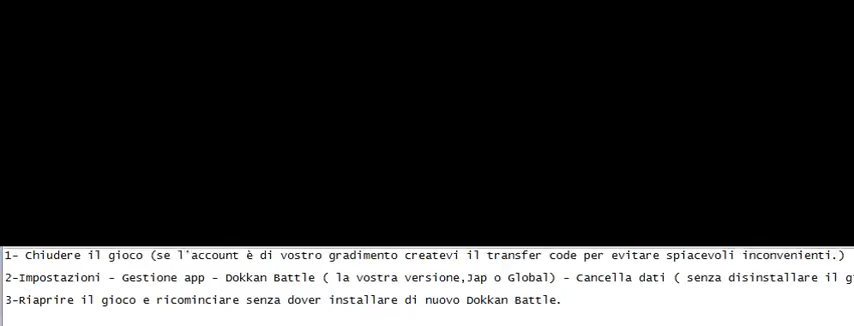 1- Chiudere il gioco (se l'account è di vostro gradimento createvi il transfer code per evitare spiacevoli inconvenienti.)
2-Impostazioni - Gestione app - Dokkan Battle ( la vostra versione,Jap o Global) - Cancella dati ( senza disinstallare il
3-Riaprire il gioco e ricominciare senza dover installare di nuovo Dokkan Battle.